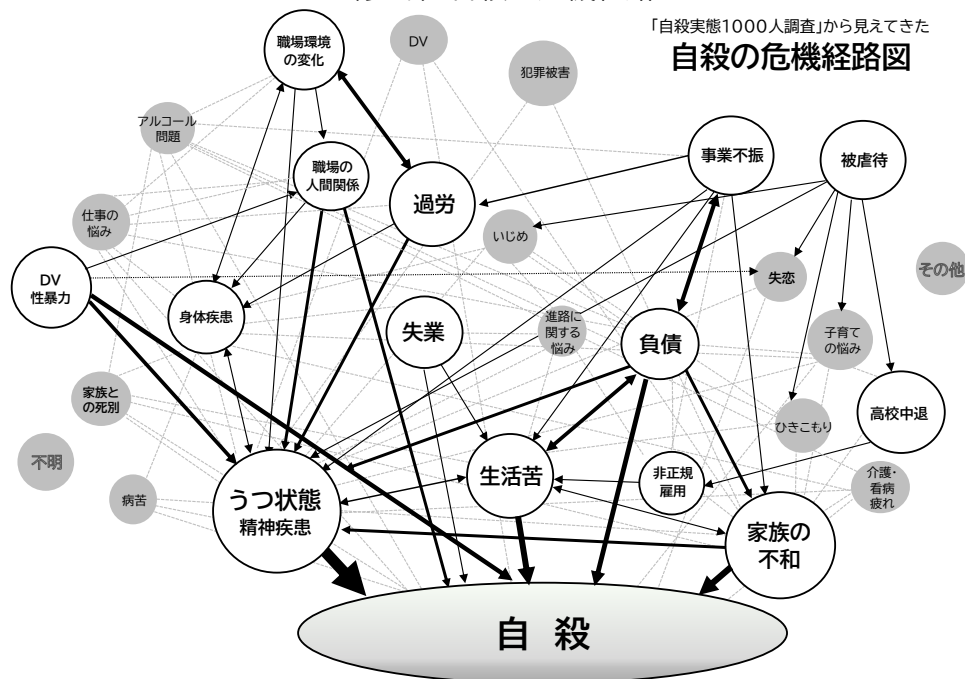 「自殺実態1000人調査」から見えてきた
自殺の危機経路図
職場環境
の変化
DV
犯罪被害
アルコール
問題
職場の
人間関係
過労
事業不振
被虐待
仕事の
悩み
いじめ
DV
性暴力
失恋
その他
身体疾患
失業
進路に
関する
悩み
負債
子育て
の悩み
家族と
の死別
高校中退
ひきこもり
不明
うつ状態
精神疾患
生活苦
非正規
雇用
介護・
看病
疲れ
病苦
家族の
不和
自 殺